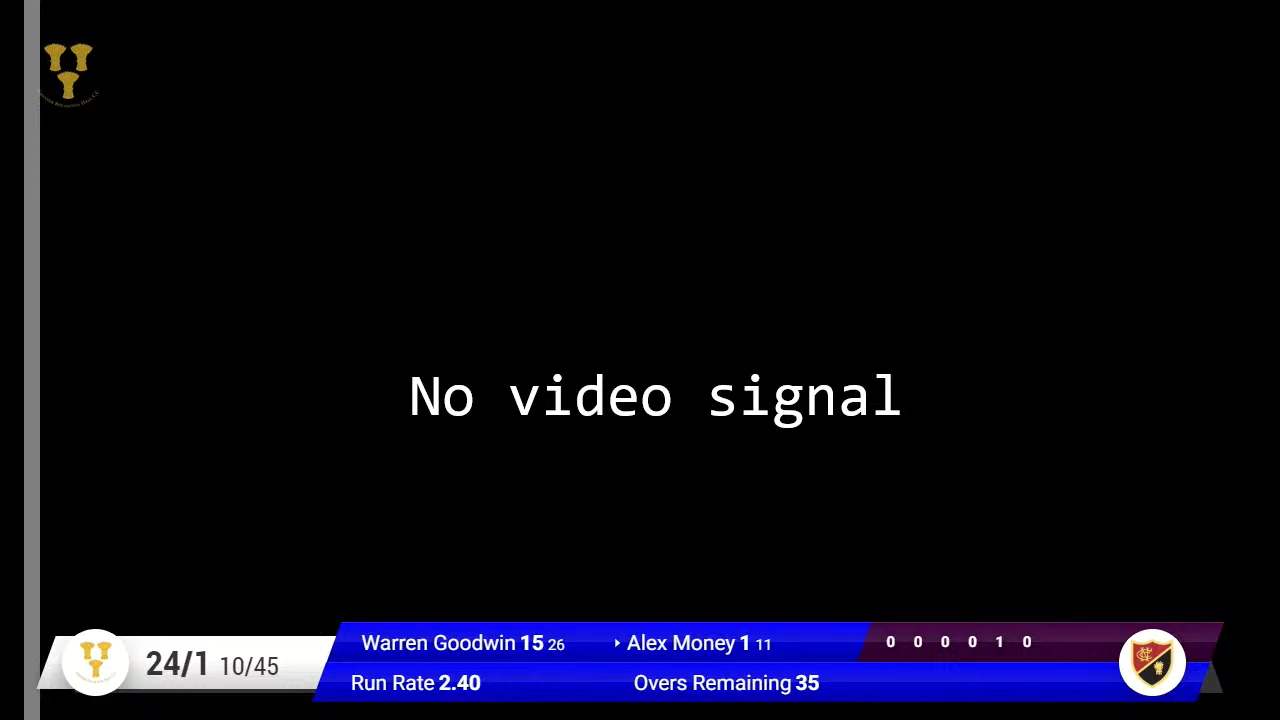 No video signal
24/1 10/45
Warren Goodwin 15 26
Alex Money 1 11
0 0 0 0 1 0
Run Rate 2.40
Overs Remaining 35